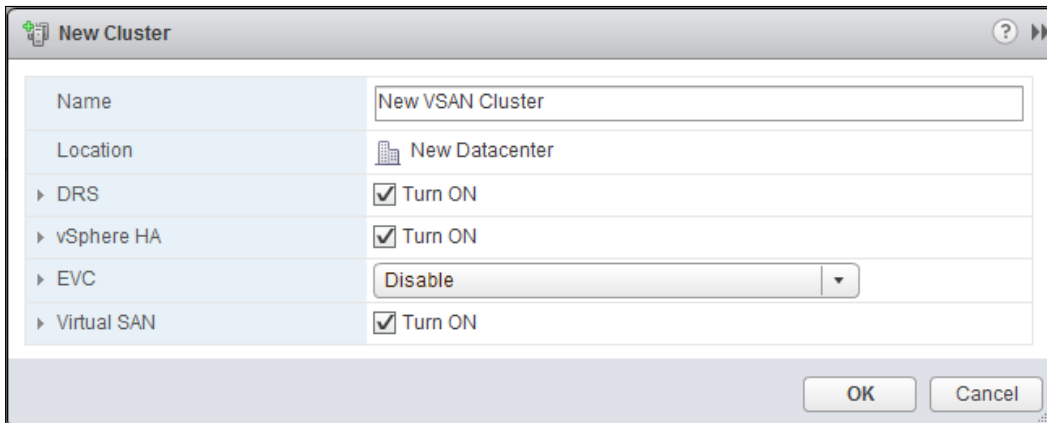 New Cluster
Name New VSAN Cluster
Location New Datacenter
DRS Turn ON
vSphere HA Turn ON
EVC Disable
Virtual SAN Turn ON
OK Cancel